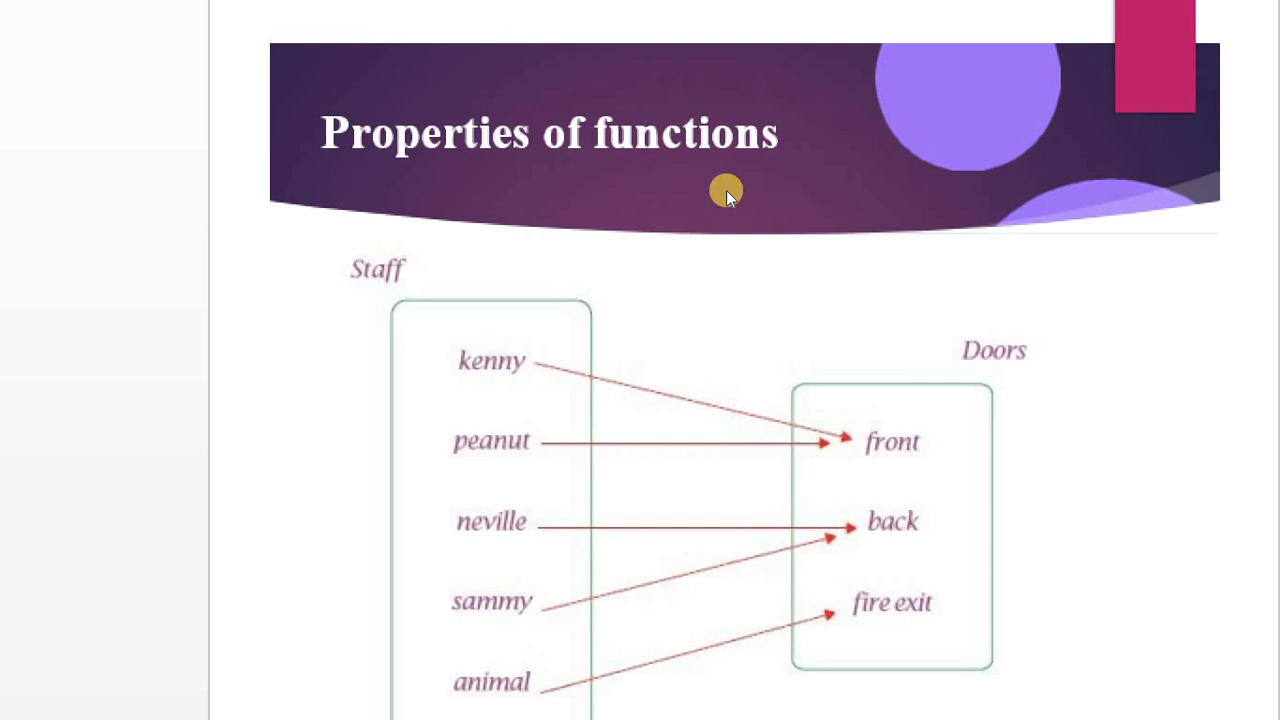 Properties of functions
Staff
Doors
kenny
peanut
neville
sammy
animal
front
back
fire exit